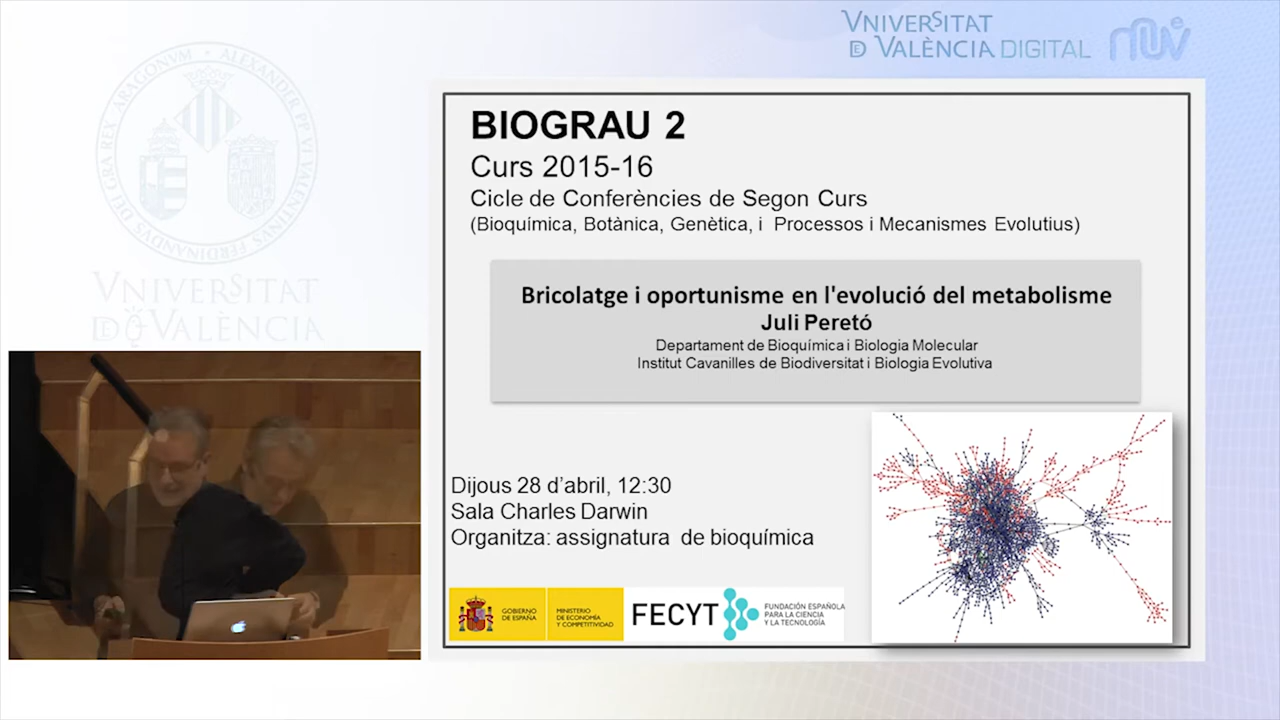 VNIVERSITAT
D VALÈNCIA DIGITAL
BIOGRAU 2
Curs 2015-16
Cicle de Conferències de Segon Curs
(Bioquímica, Botànica, Genètica, i Processos i Mecanismes Evolutius)
Bricolatge i oportunisme en l'evolució del metabolisme
Juli Peretó
Departament de Bioquímica i Biologia Molecular
Institut Cavanilles de Biodiversitat i Biologia Evolutiva
Dijous 28 d'abril, 12:30
Sala Charles Darwin
Organitza: assignatura de bioquímica
GOBIERNO
DE ESPAÑA
MINISTERIO
DE ECONOMÍA
Y COMPETITIVIDAD
FECYT
FUNDACIÓN ESPAÑOLA
PARA LA CIENCIA
Y LA TECNOLOGÍA
VNIVERSITAT
VALÈNCIA